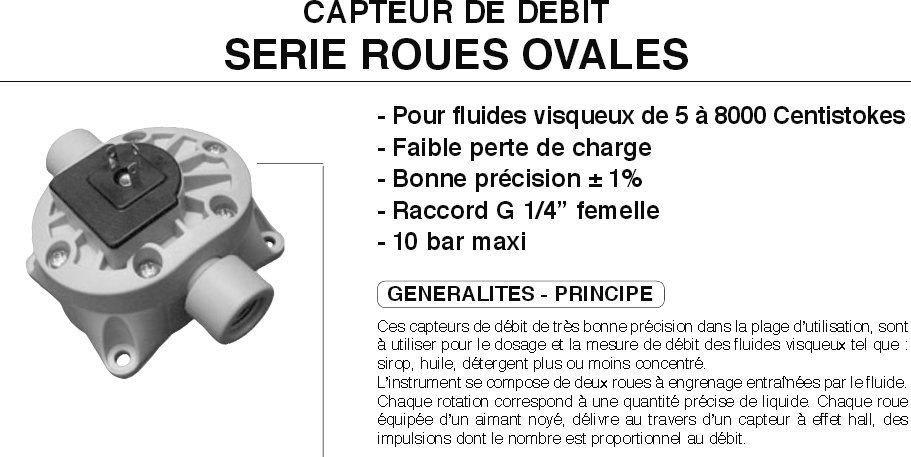 CAPTEUR DE DEBIT
SERIE ROUES OVALES
- Pour fluides visqueux de 5 à 8000 Centistokes
- Faible perte de charge
- Bonne précision ± 1%
- Raccord G 1/4” femelle
- 10 bar maxi
GENERALITES - PRINCIPE
Ces capteurs de débit de très bonne précision dans la plage d’utilisation, sont
à utiliser pour le dosage et la mesure de débit des fluides visqueux tel que :
sirop, huile, détergent plus ou moins concentré.
L’instrument se compose de deux roues à engrenage entraînées par le fluide.
Chaque rotation correspond à une quantité précise de liquide. Chaque roue
équipée d’un aimant noyé, délivre au travers d’un capteur à effet hall, des
impulsions dont le nombre est proportionnel au débit.